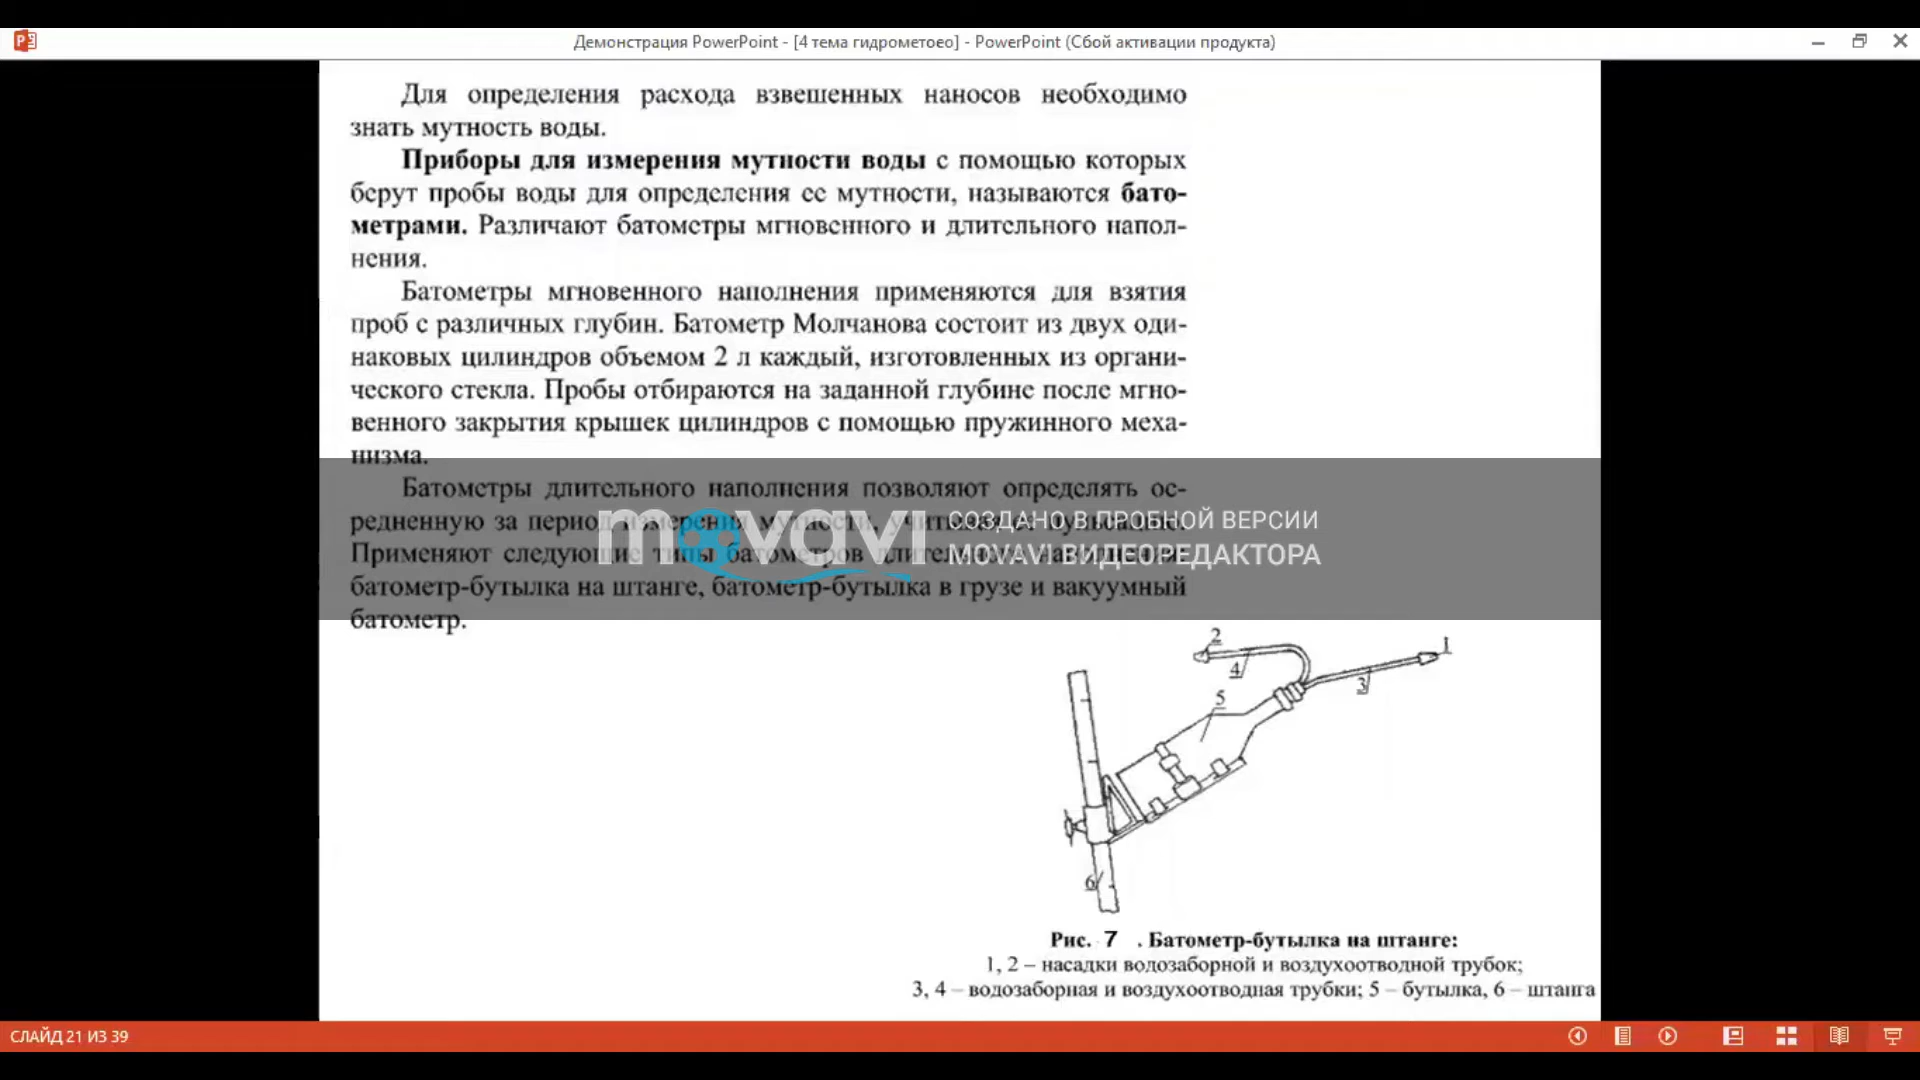 Демонстрация PowerPoint - [4 тема гидрометоео] - PowerPoint (Сбой активации продукта)
Для определения расхода взвешенных наносов необходимо
знать мутность воды.
Приборы для измерения мутности воды с помощью которых
берут пробы воды для определения ее мутности, называются бато-
метрами. Различают батометры мгновенного и длительного напол-
нения.
Батометры мгновенного наполнения применяются для взятия
проб с различных глубин. Батометр Молчанова состоит из двух оди-
наковых цилиндров объемом 2 л каждый, изготовленных из органи-
ческого стекла. Пробы отбираются на заданной глубине после мгно-
венного закрытия крышек цилиндров с помощью пружинного меха-
низма.
Батометры длительного наполнения позволяют определять ос-
редненную за период измерения мутности,
movavi
СОЗДАНО В ПРОБНОЙ ВЕРСИИ
MOVAVI ВИДЕОРЕДАКТОРА
Применяют следующие типы батометров
батометр-бутылка на штанге, батометр-бутылка в грузе и вакуумный
батометр.
2
1
4
3
5
6
Рис. 7 . Батометр-бутылка на штанге:
1, 2 – насадки водозаборной и воздухоотводной трубок;
3, 4 – водозаборная и воздухоотводная трубки; 5 – бутылка, 6 – штанга
СЛАЙД 21 ИЗ 39